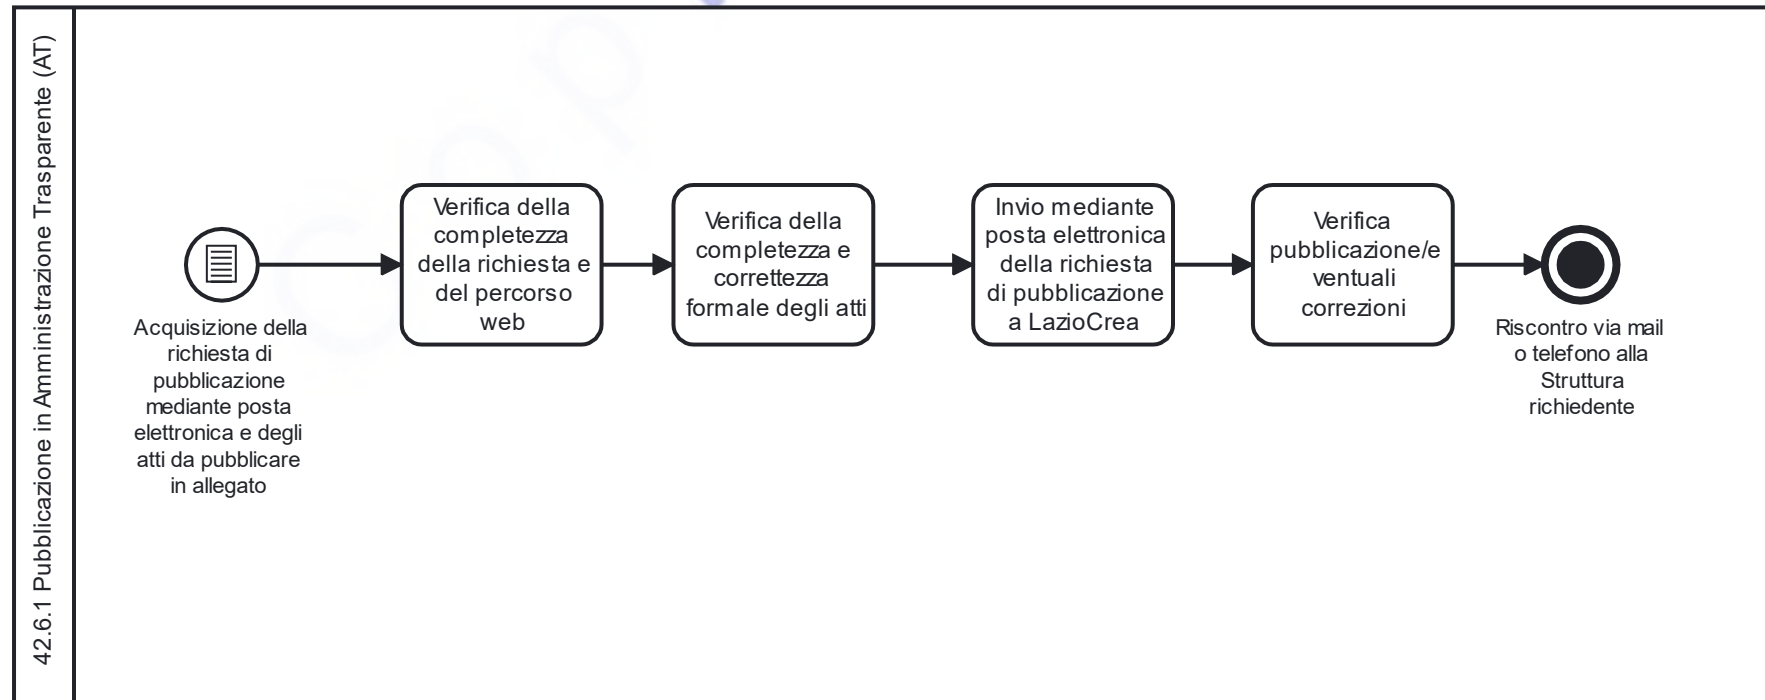 42.6.1 Pubblicazione in Amministrazione Trasparente (AT)
Acquisizione della
richiesta di
pubblicazione
mediante posta
elettronica e degli
atti da pubblicare
in allegato
Verifica della
completezza
della richiesta e
del percorso
web
Verifica della
completezza e
correttezza
formale degli atti
Invio mediante
posta elettronica
della richiesta
di pubblicazione
a LazioCrea
Verifica
pubblicazione/e
ventuali
correzioni
Riscontro via mail
o telefono alla
Struttura
richiedente